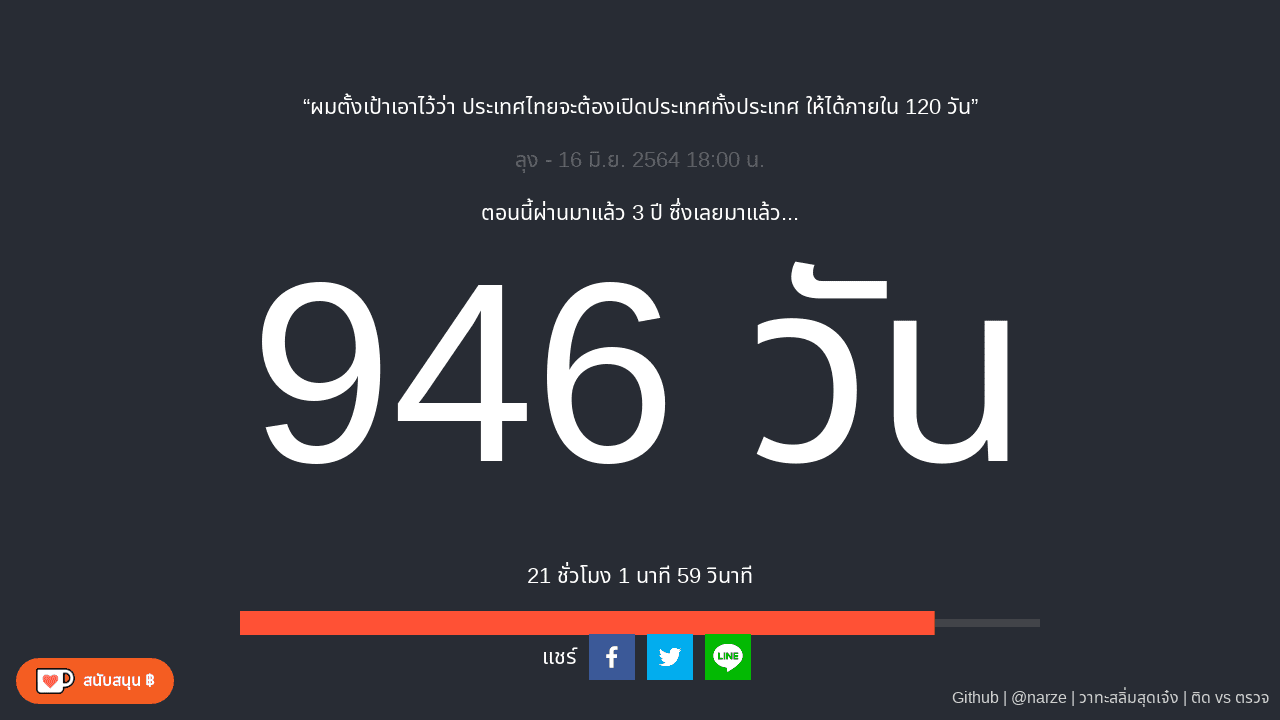 “ผมตั้งเป้าเอาไว้ว่า ประเทศไทยจะต้องเปิดประเทศทั้งประเทศ ให้ได้ภายใน 120 วัน”
ลุง - 16 มิ.ย. 2564 18:00 น.
ตอนนี้ผ่านมาแล้ว 3 ปี ซึ่งเลยมาแล้ว...
946 วัน
21 ชั่วโมง 1 นาที 59 วินาที
แชร์
LINE
สนับสนุน ฿
Github | @narze | วาทะสลิ่มสุดเจ๋ง | ติด vs ตรวจ